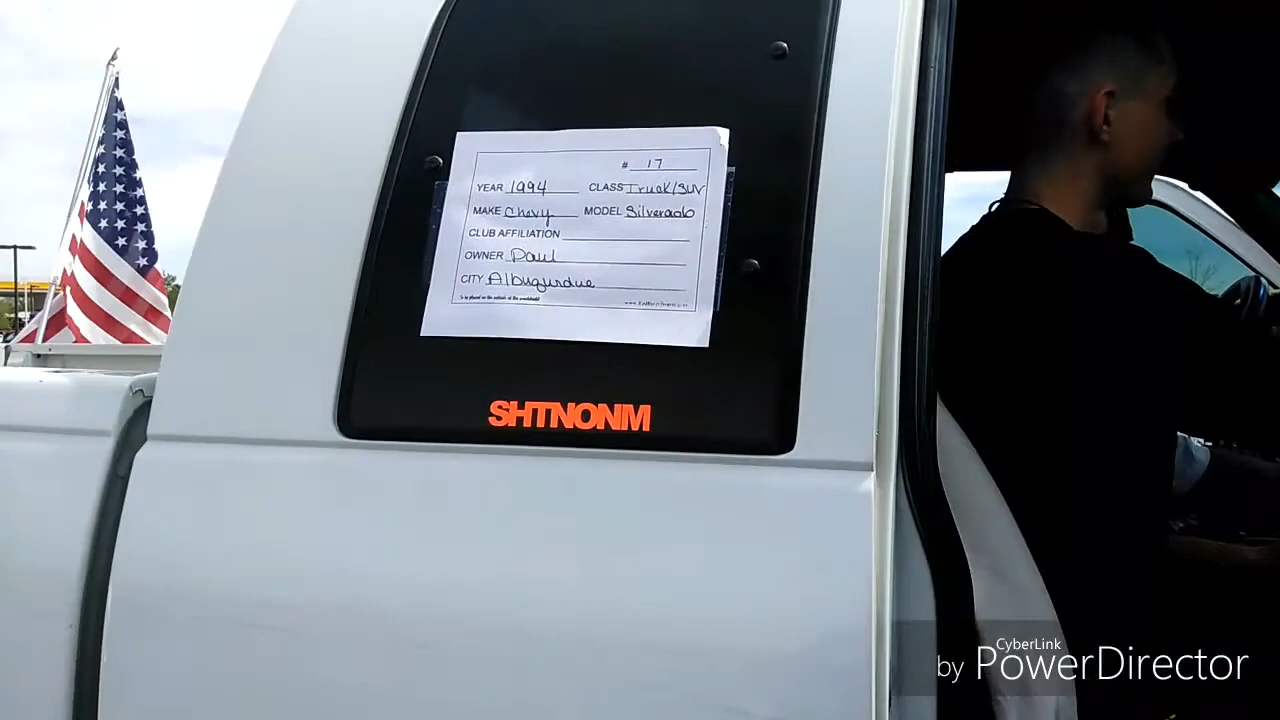 # 17
YEAR 1994 CLASS Truck/SUV
MAKE Chevy MODEL Silverado
CLUB AFFILIATION
OWNER Paul
CITY Albuqurdue
SHTNONM
CyberLink
by PowerDirector